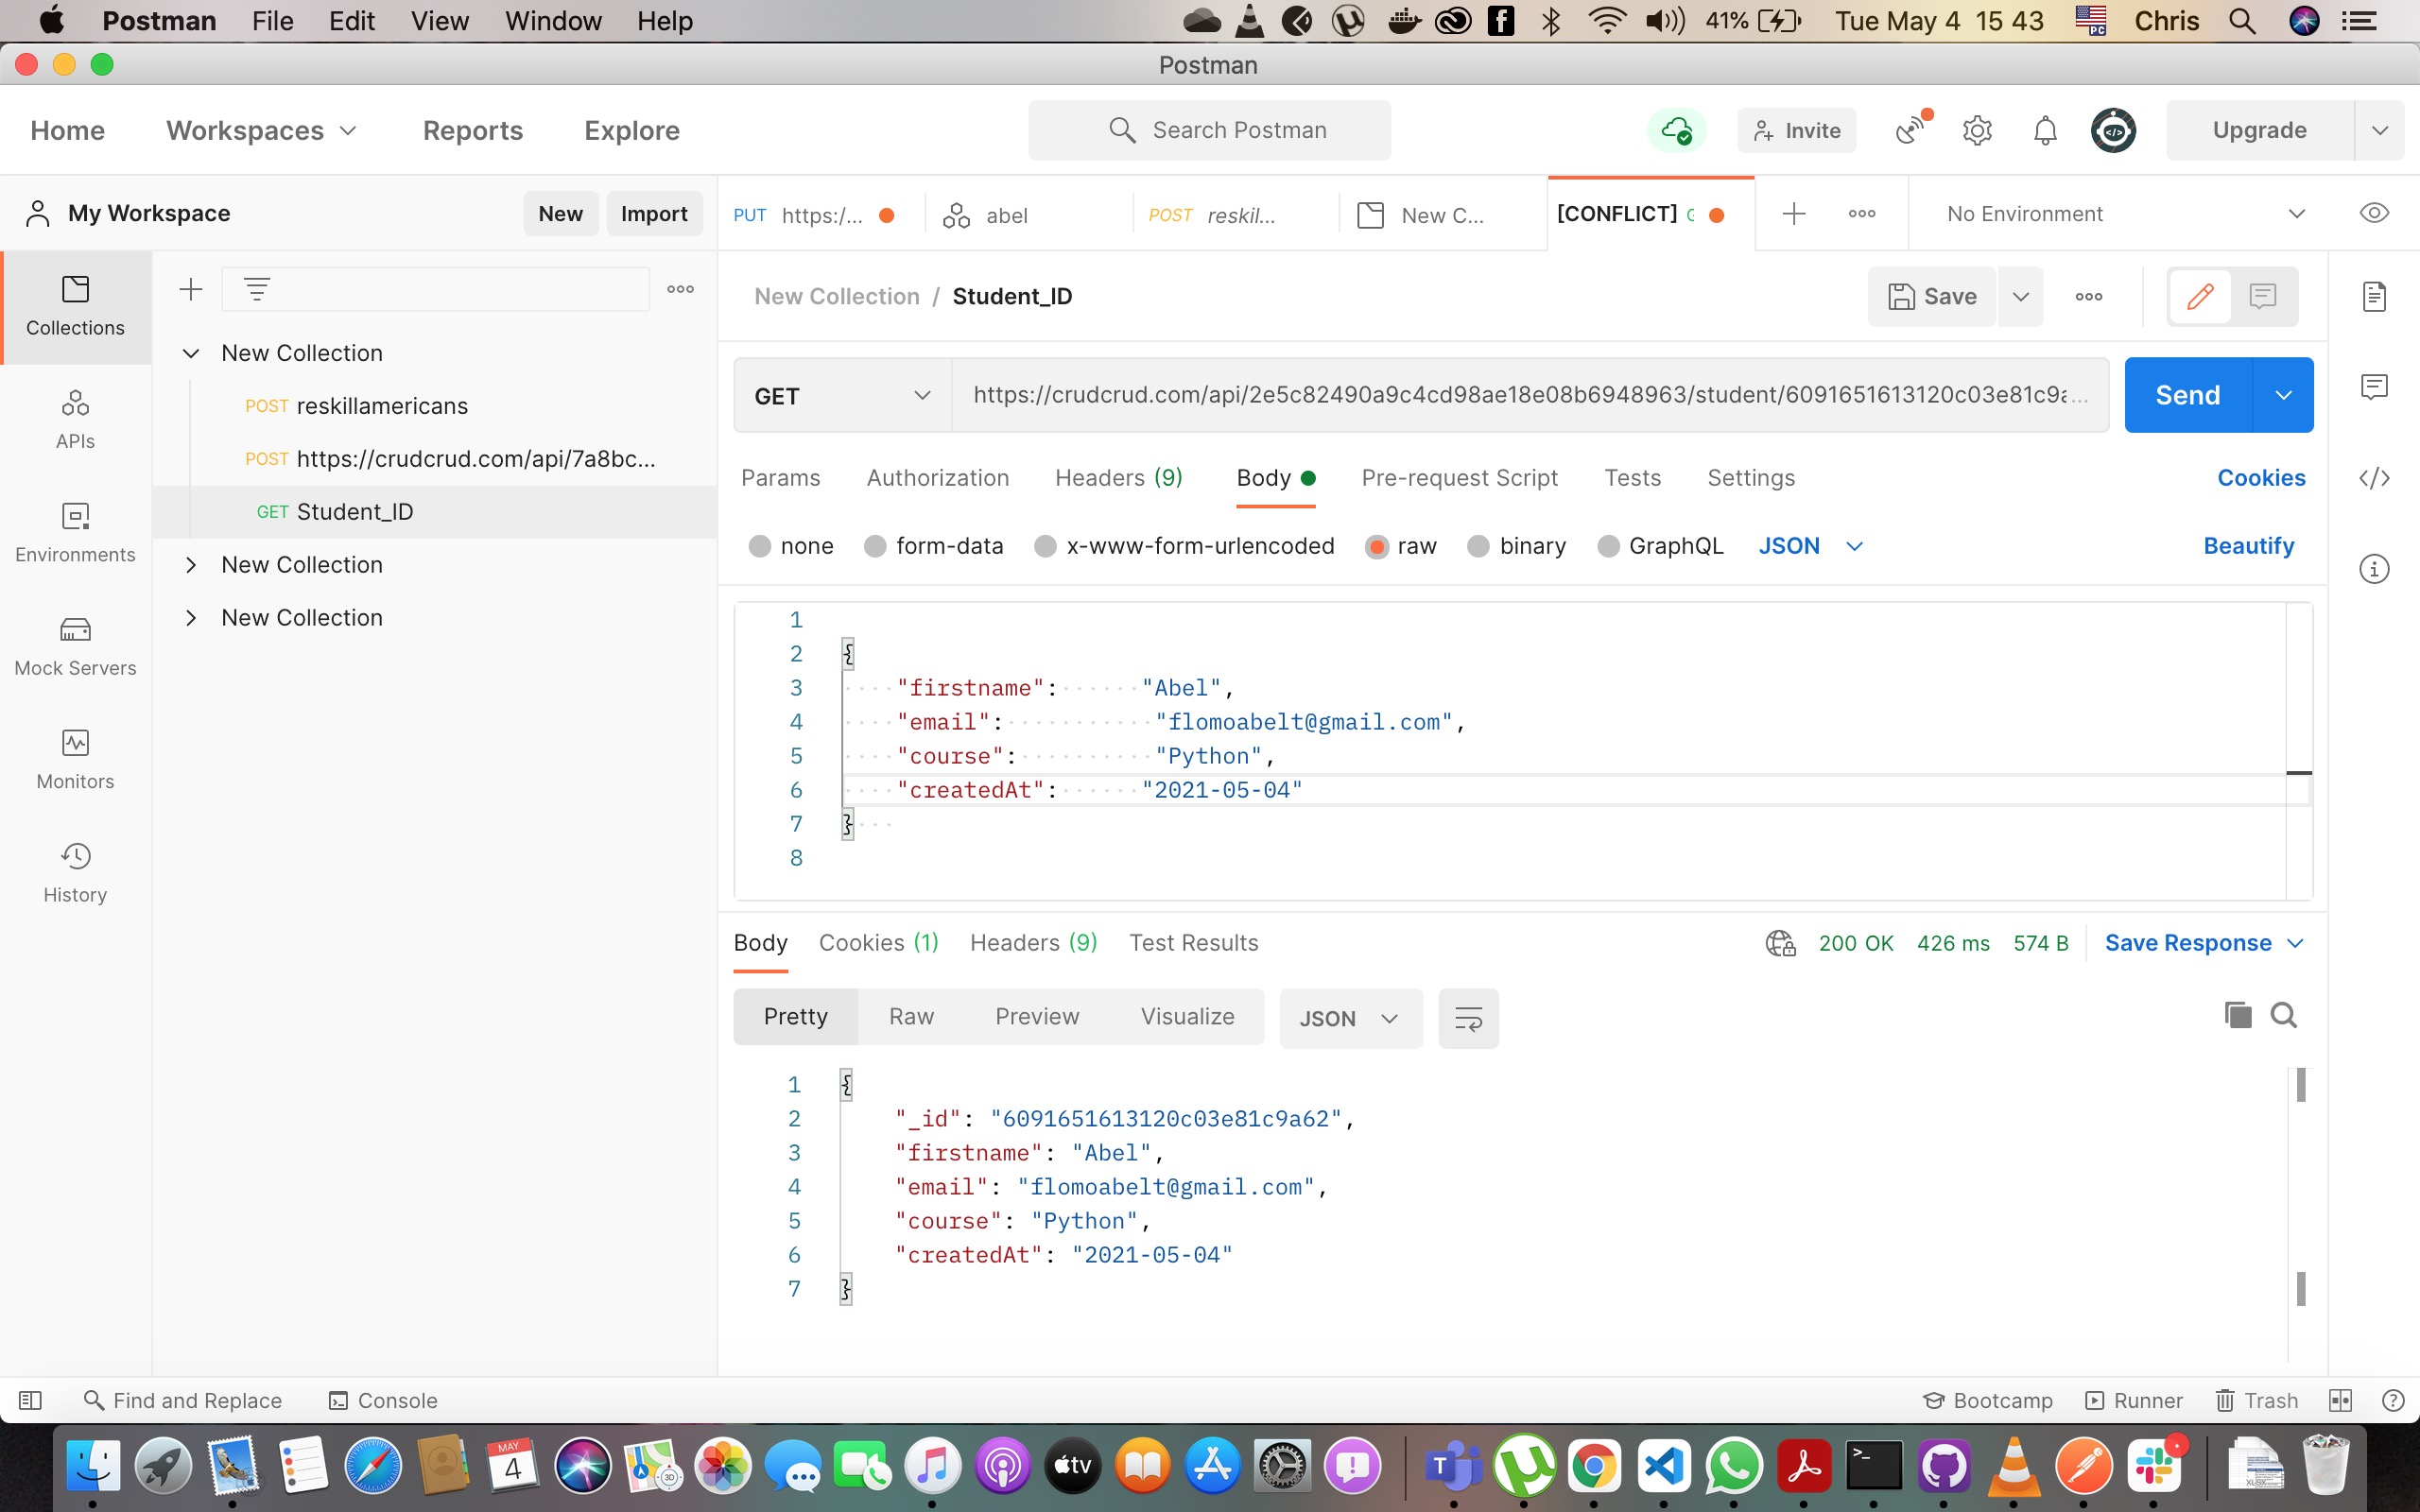 Postman File Edit View Window Help 41% Tue May 4 15 43 Chris
Postman
Home Workspaces Reports Explore Search Postman Invite Upgrade
My Workspace New Import PUT https:/... abel POST reskil... New C... [CONFLICT] No Environment
Collections
APIs
Environments
Mock Servers
Monitors
History
New Collection
POST reskillamericans
POST https://crudcrud.com/api/7a8bc...
GET Student_ID
New Collection
New Collection
New Collection / Student_ID Save
GET https://crudcrud.com/api/2e5c82490a9c4cd98ae18e08b6948963/student/6091651613120c03e81c9a... Send
Params Authorization Headers (9) Body Pre-request Script Tests Settings Cookies
none form-data x-www-form-urlencoded raw binary GraphQL JSON Beautify
1
2 {
3 "firstname": "Abel",
4 "email": "flomoabelt@gmail.com",
5 "course": "Python",
6 "createdAt": "2021-05-04"
7 }
8
Body Cookies (1) Headers (9) Test Results 200 OK 426 ms 574 B Save Response
Pretty Raw Preview Visualize JSON
1 {
2 "_id": "6091651613120c03e81c9a62",
3 "firstname": "Abel",
4 "email": "flomoabelt@gmail.com",
5 "course": "Python",
6 "createdAt": "2021-05-04"
7 }
Find and Replace Console Bootcamp Runner Trash
MAY
4
3D
tv
T
XLSX